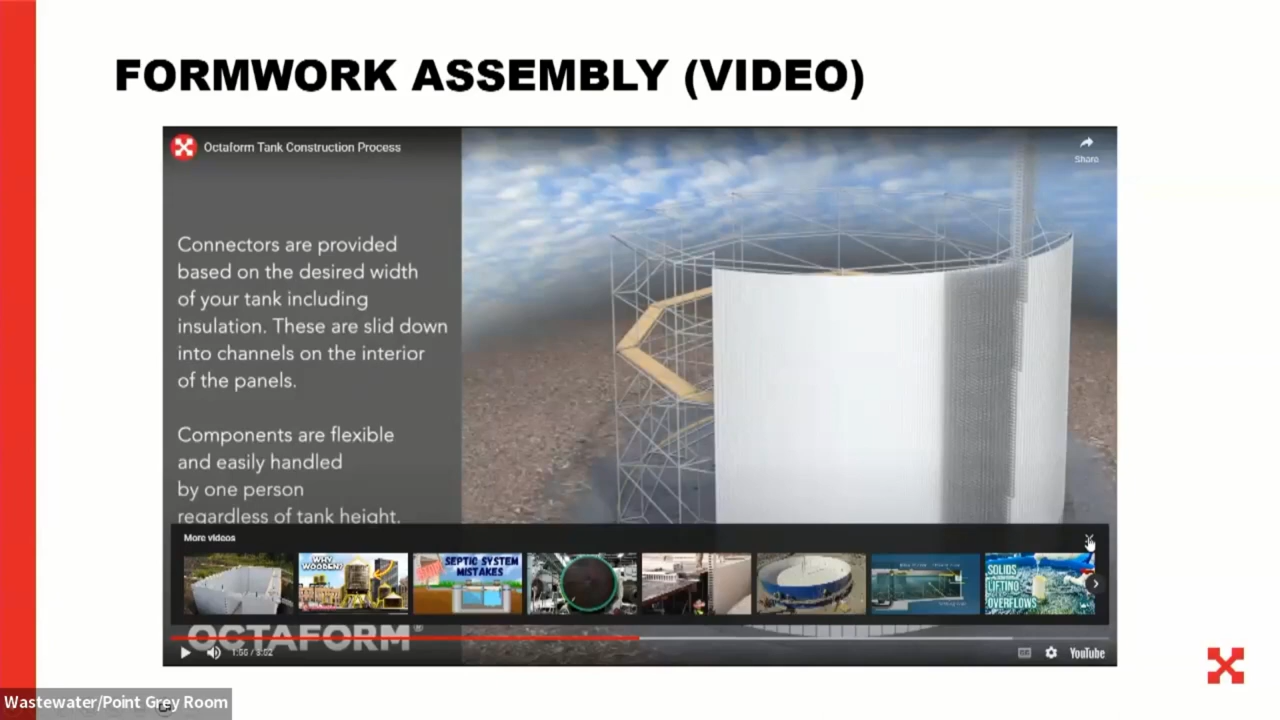 FORMWORK ASSEMBLY (VIDEO)
Octaform Tank Construction Process
Share
Connectors are provided
based on the desired width
of your tank including
insulation. These are slid down
into channels on the interior
of the panels.
Components are flexible
and easily handled
by one person
regardless of tank height.
More videos
WHY
WOODEN?
SEPTIC SYSTEM
MISTAKES
SOLIDS
LIFTING
OVERFLOWS
OCTAFORM®
YouTube
Wastewater/Point Grey Room